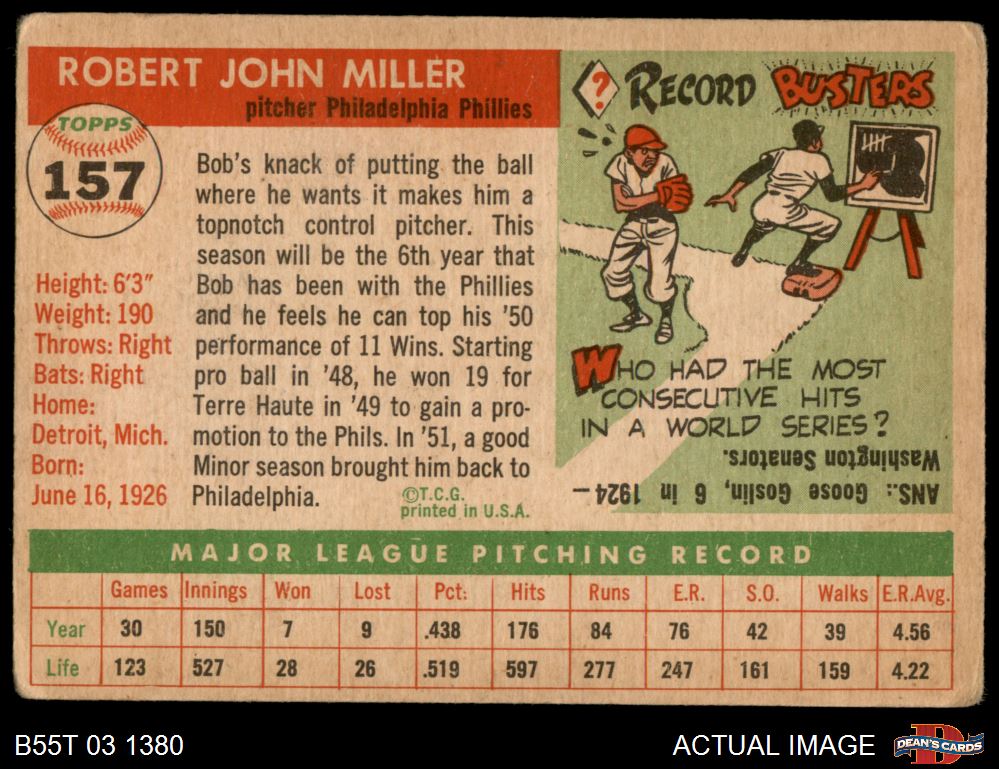 ROBERT JOHN MILLER
pitcher Philadelphia Phillies
TOPPS
157
Height: 6'3"
Weight: 190
Throws: Right
Bats: Right
Home:
Detroit, Mich.
Born:
June 16, 1926
Bob's knack of putting the ball
where he wants it makes him a
topnotch control pitcher. This
season will be the 6th year that
Bob has been with the Phillies
and he feels he can top his '50
performance of 11 Wins. Starting
pro ball in '48, he won 19 for
Terre Haute in '49 to gain a pro-
motion to the Phils. In '51, a good
Minor season brought him back to
Philadelphia.
©T.C.G.
printed in U.S.A.
? RECORD BUSTERS
WHO HAD THE MOST
CONSECUTIVE HITS
IN A WORLD SERIES?
ANS.: Goose Goslin, 6 in 1924—
Washington Senators.
MAJOR LEAGUE PITCHING RECORD
Games Innings Won Lost Pct: Hits Runs E.R. S.O. Walks E.R.Avg.
Year 30 150 7 9 .438 176 84 76 42 39 4.56
Life 123 527 28 26 .519 597 277 247 161 159 4.22
B55T 03 1380
ACTUAL IMAGE
D
DEAN'S CARDS